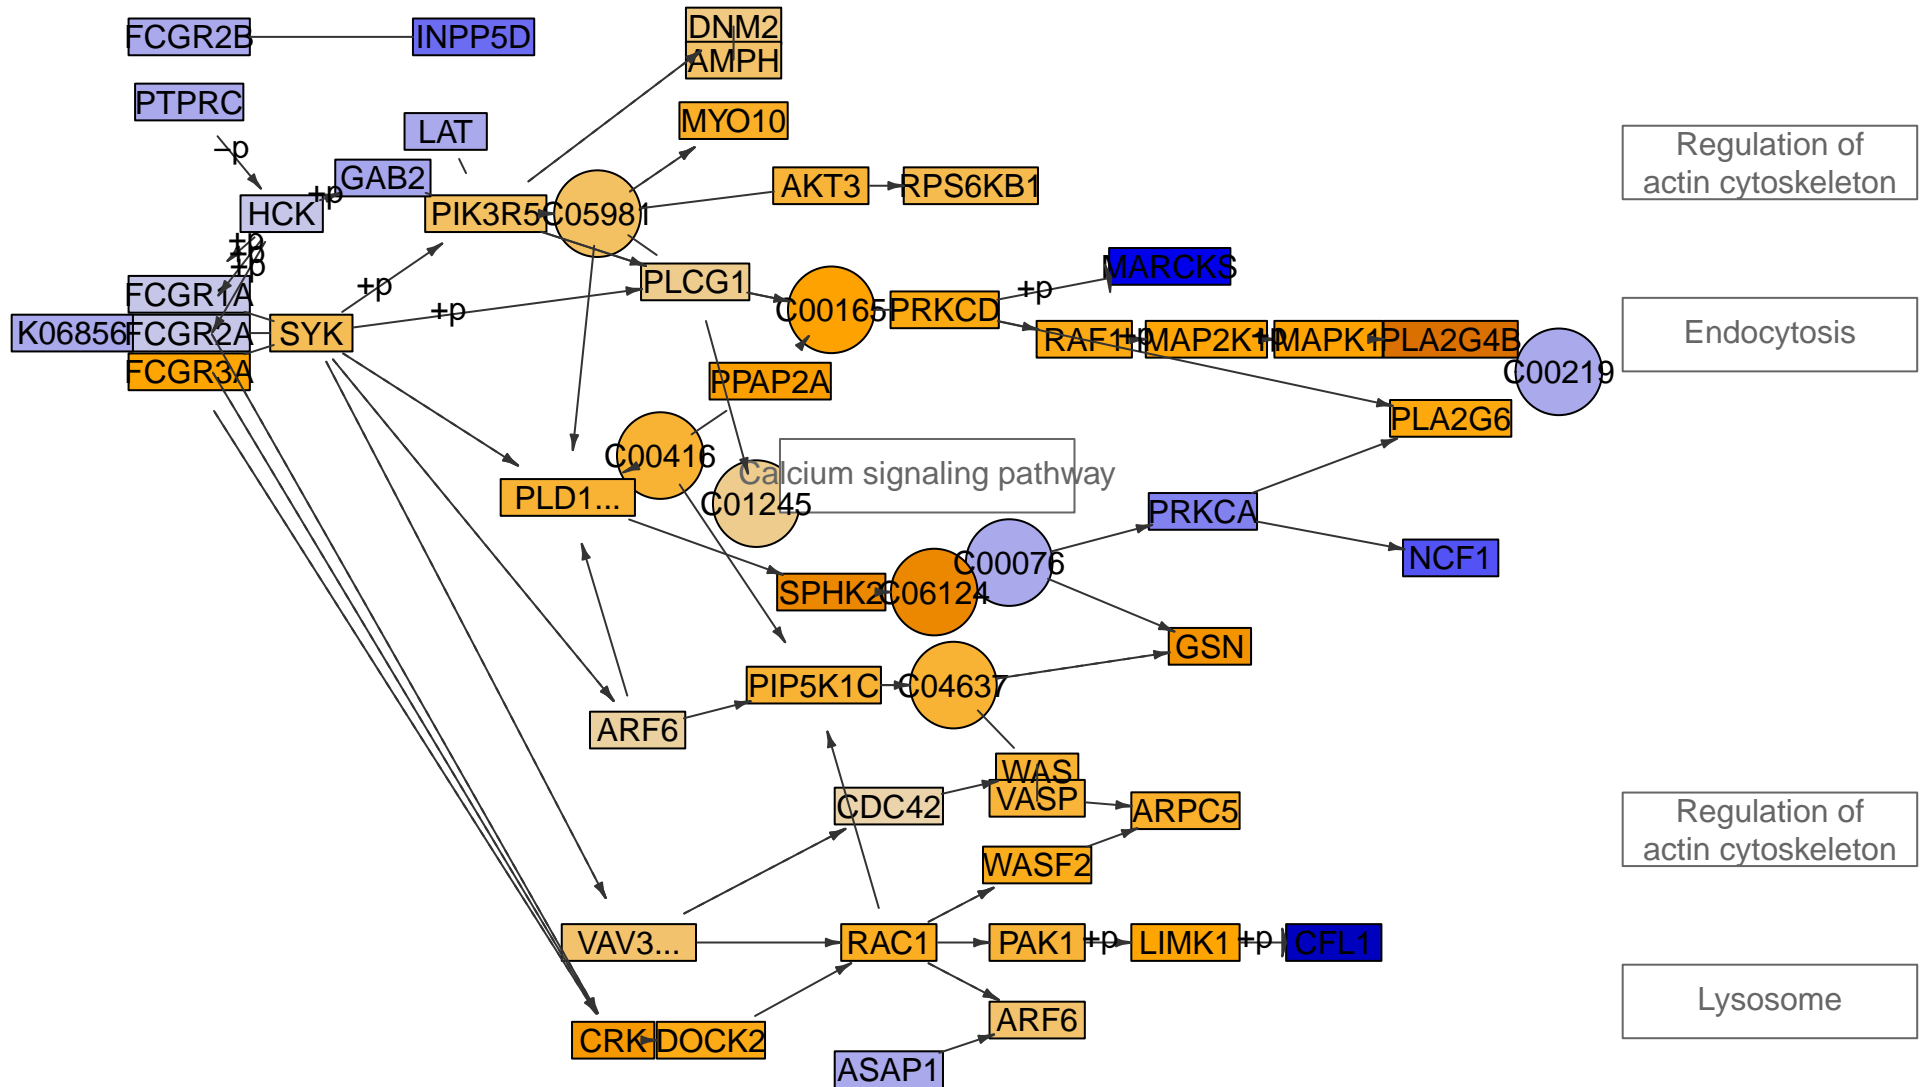 FCGR2B
INPP5D
DNM2
AMPH
PTPRC
LAT
MYO10
−p
Regulation of
actin cytoskeleton
GAB2
+p
AKT3
RPS6KB1
HCK
PIK3R5
C05981
+p
+p
+p
MARCKS
PLCG1
+p
+p
FCGR1A
C00165
PRKCD
+p
K06856
FCGR2A
SYK
RAF1
+p
MAP2K1
+p
MAPK1
PLA2G4B
Endocytosis
FCGR3A
PPAP2A
C00219
PLA2G6
C00416
Calcium signaling pathway
PLD1...
C01245
PRKCA
C00076
NCF1
SPHK2
C06124
GSN
PIP5K1C
C04637
ARF6
WAS
VASP
CDC42
ARPC5
Regulation of
actin cytoskeleton
WASF2
VAV3...
RAC1
PAK1
+p
LIMK1
+p
CFL1
Lysosome
ARF6
CRK
DOCK2
ASAP1